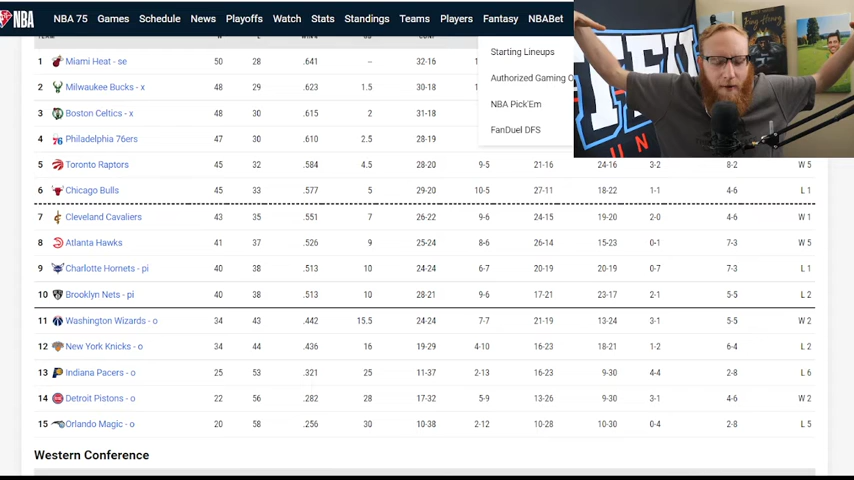 NBA NBA 75 Games Schedule News Playoffs Watch Stats Standings Teams Players Fantasy NBABet
Starting Lineups
Authorized Gaming O
NBA Pick'Em
FanDuel DFS
UN
1 Miami Heat - se 50 28 .641 – 32-16
2 Milwaukee Bucks - x 48 29 .623 1.5 30-18
3 Boston Celtics - x 48 30 .615 2 31-18
4 Philadelphia 76ers 47 30 .610 2.5 28-19
5 Toronto Raptors 45 32 .584 4.5 28-20 9-5 21-16 24-16 3-2 8-2 W 5
6 Chicago Bulls 45 33 .577 5 29-20 10-5 27-11 18-22 1-1 4-6 L 1
7 Cleveland Cavaliers 43 35 .551 7 26-22 9-6 24-15 19-20 2-0 4-6 W 1
8 Atlanta Hawks 41 37 .526 9 25-24 8-6 26-14 15-23 0-1 7-3 W 5
9 Charlotte Hornets - pi 40 38 .513 10 24-24 6-7 20-19 20-19 0-7 7-3 L 1
10 Brooklyn Nets - pi 40 38 .513 10 28-21 9-6 17-21 23-17 2-1 5-5 L 2
11 Washington Wizards - o 34 43 .442 15.5 24-24 7-7 21-19 13-24 3-1 5-5 W 2
12 New York Knicks - o 34 44 .436 16 19-29 4-10 16-23 18-21 1-2 6-4 L 2
13 Indiana Pacers - o 25 53 .321 25 11-37 2-13 16-23 9-30 4-4 2-8 L 6
14 Detroit Pistons - o 22 56 .282 28 17-32 5-9 13-26 9-30 3-1 4-6 W 2
15 Orlando Magic - o 20 58 .256 30 10-38 2-12 10-28 10-30 0-4 2-8 L 5
Western Conference